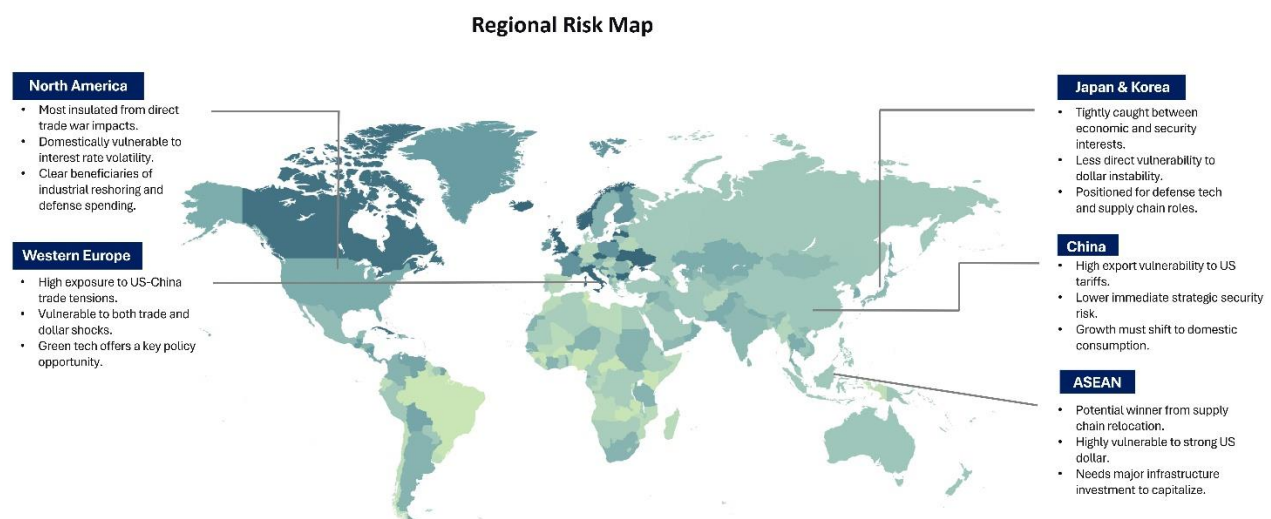 Regional Risk Map
North America
• Most insulated from direct
trade war impacts.
• Domestically vulnerable to
interest rate volatility.
• Clear beneficiaries of
industrial reshoring and
defense spending.
Western Europe
• High exposure to US-China
trade tensions.
• Vulnerable to both trade and
dollar shocks.
• Green tech offers a key policy
opportunity.
Japan & Korea
• Tightly caught between
economic and security
interests.
• Less direct vulnerability to
dollar instability.
• Positioned for defense tech
and supply chain roles.
China
• High export vulnerability to US
tariffs.
• Lower immediate strategic security
risk.
• Growth must shift to domestic
consumption.
ASEAN
• Potential winner from supply
chain relocation.
• Highly vulnerable to strong US
dollar.
• Needs major infrastructure
investment to capitalize.